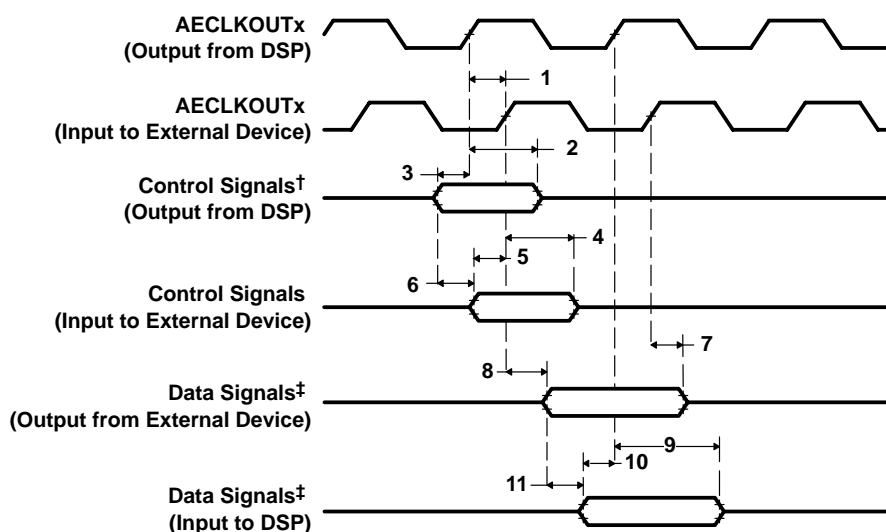 AECLKOUTx
(Output from DSP)
1
AECLKOUTx
(Input to External Device)
2
3
Control Signals†
(Output from DSP)
4
5
6
Control Signals
(Input to External Device)
7
8
Data Signals‡
(Output from External Device)
9
10
11
Data Signals‡
(Input to DSP)